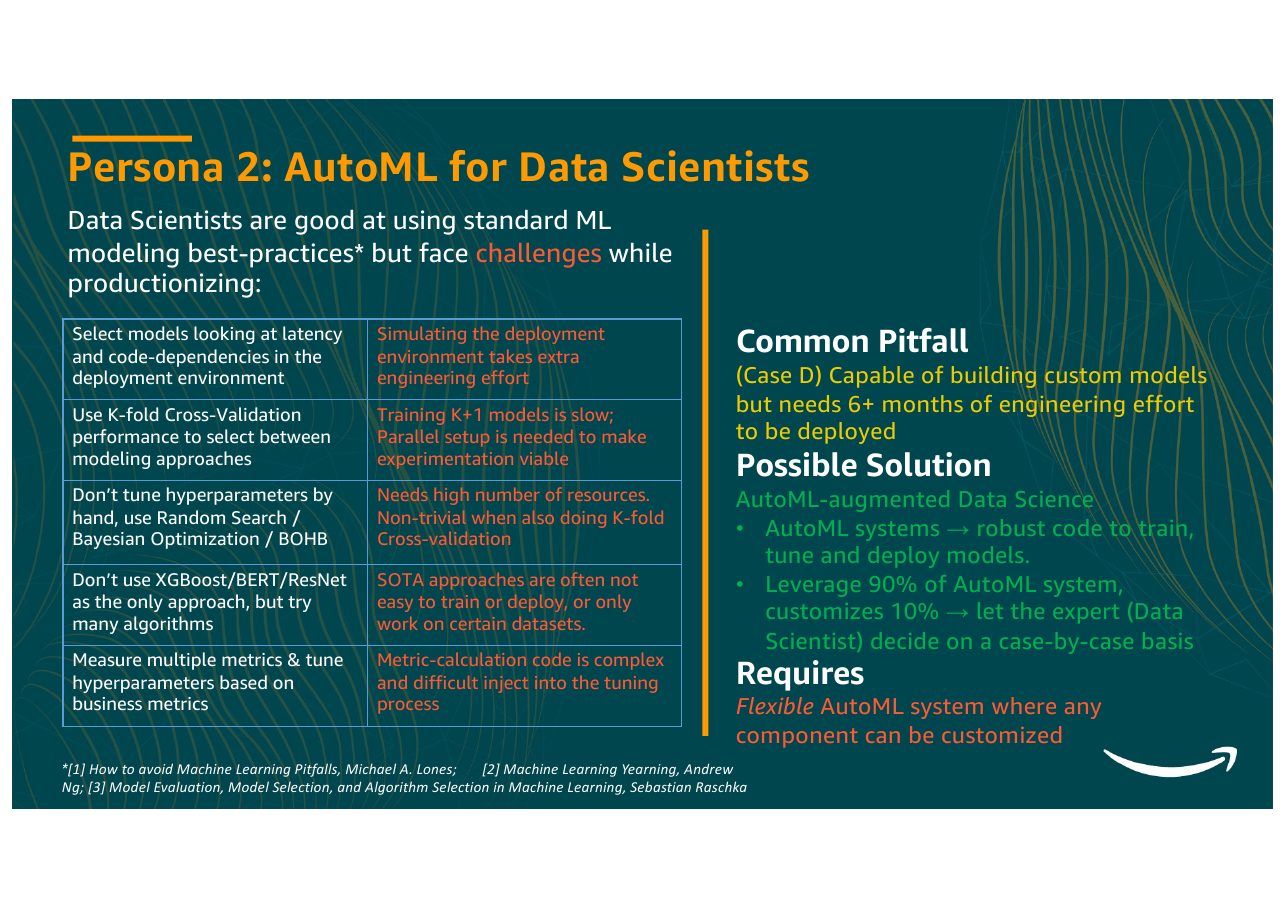 Persona 2: AutoML for Data Scientists
Data Scientists are good at using standard ML
modeling best-practices* but face challenges while
productionizing:
Select models looking at latency
and code-dependencies in the
deployment environment
Simulating the deployment
environment takes extra
engineering effort
Use K-fold Cross-Validation
performance to select between
modeling approaches
Training K+1 models is slow;
Parallel setup is needed to make
experimentation viable
Don’t tune hyperparameters by
hand, use Random Search /
Bayesian Optimization / BOHB
Needs high number of resources.
Non-trivial when also doing K-fold
Cross-validation
Don’t use XGBoost/BERT/ResNet
as the only approach, but try
many algorithms
SOTA approaches are often not
easy to train or deploy, or only
work on certain datasets.
Measure multiple metrics & tune
hyperparameters based on
business metrics
Metric-calculation code is complex
and difficult inject into the tuning
process
Common Pitfall
(Case D) Capable of building custom models
but needs 6+ months of engineering effort
to be deployed
Possible Solution
AutoML-augmented Data Science
• AutoML systems → robust code to train,
tune and deploy models.
• Leverage 90% of AutoML system,
customizes 10% → let the expert (Data
Scientist) decide on a case-by-case basis
Requires
Flexible AutoML system where any
component can be customized
*[1] How to avoid Machine Learning Pitfalls, Michael A. Lones; [2] Machine Learning Yearning, Andrew
Ng; [3] Model Evaluation, Model Selection, and Algorithm Selection in Machine Learning, Sebastian Raschka